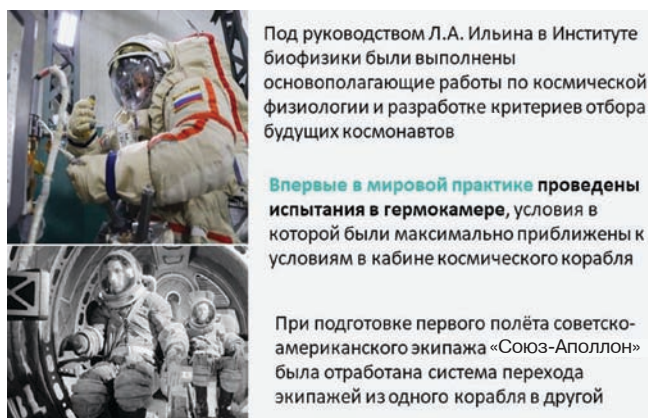 Под руководством Л.А. Ильина в Институте
биофизики были выполнены
основополагающие работы по космической
физиологии и разработке критериев отбора
будущих космонавтов
Впервые в мировой практике проведены
испытания в гермокамере, условия в
которой были максимально приближены к
условиям в кабине космического корабля
При подготовке первого полёта советско-
американского экипажа «Союз-Аполлон»
была отработана система перехода
экипажей из одного корабля в другой